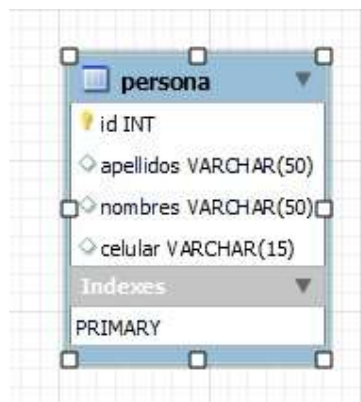 persona
id INT
apellidos VARCHAR(50)
nombres VARCHAR(50)
celular VARCHAR(15)
Indexes
PRIMARY